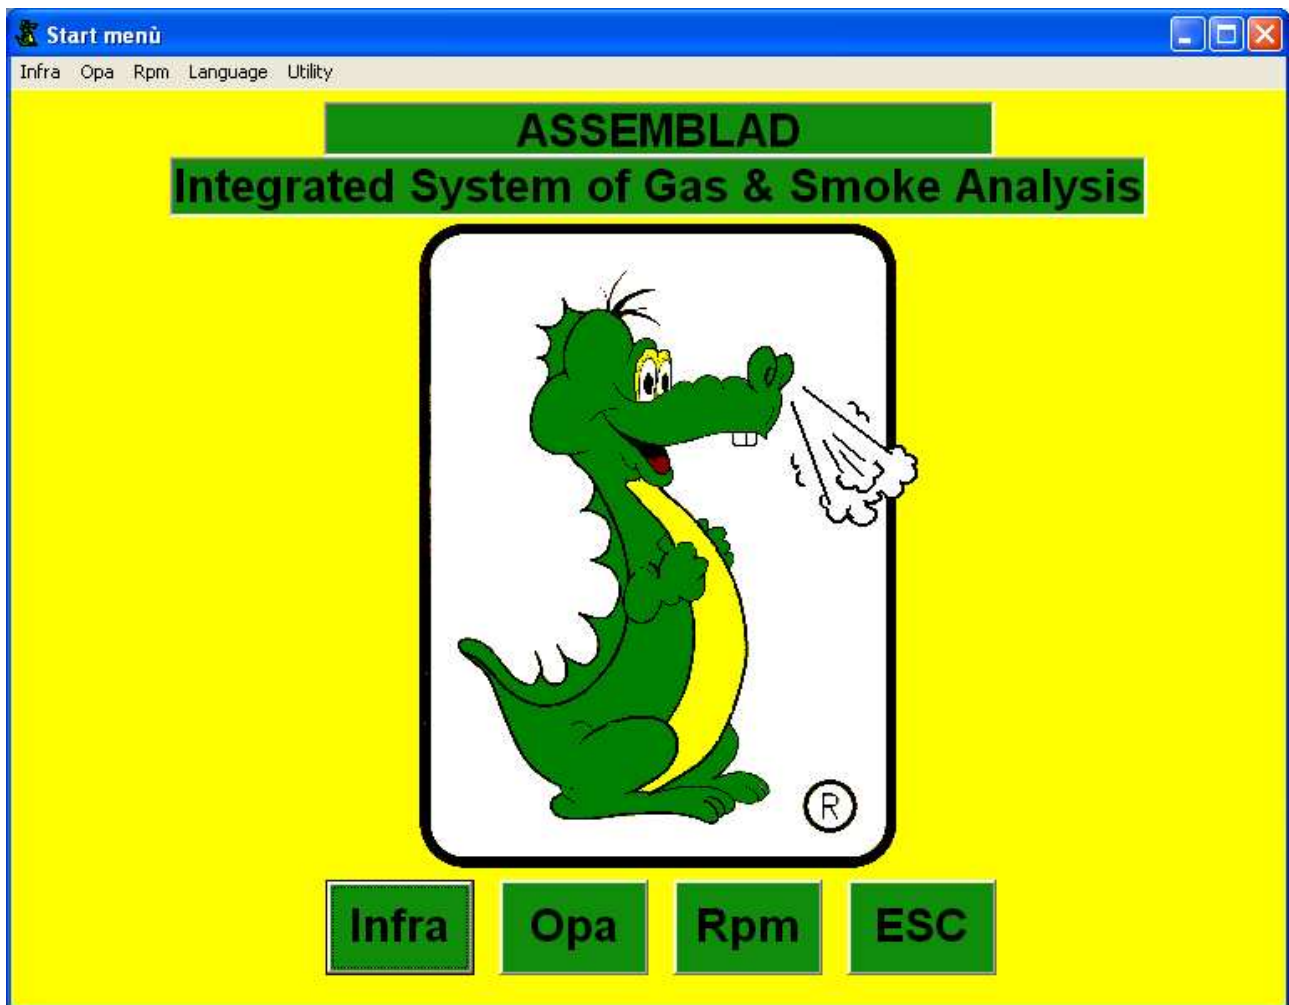 Start menù
Infra Opa Rpm Language Utility
ASSEMBLAD
Integrated System of Gas & Smoke Analysis
R
Infra Opa Rpm ESC